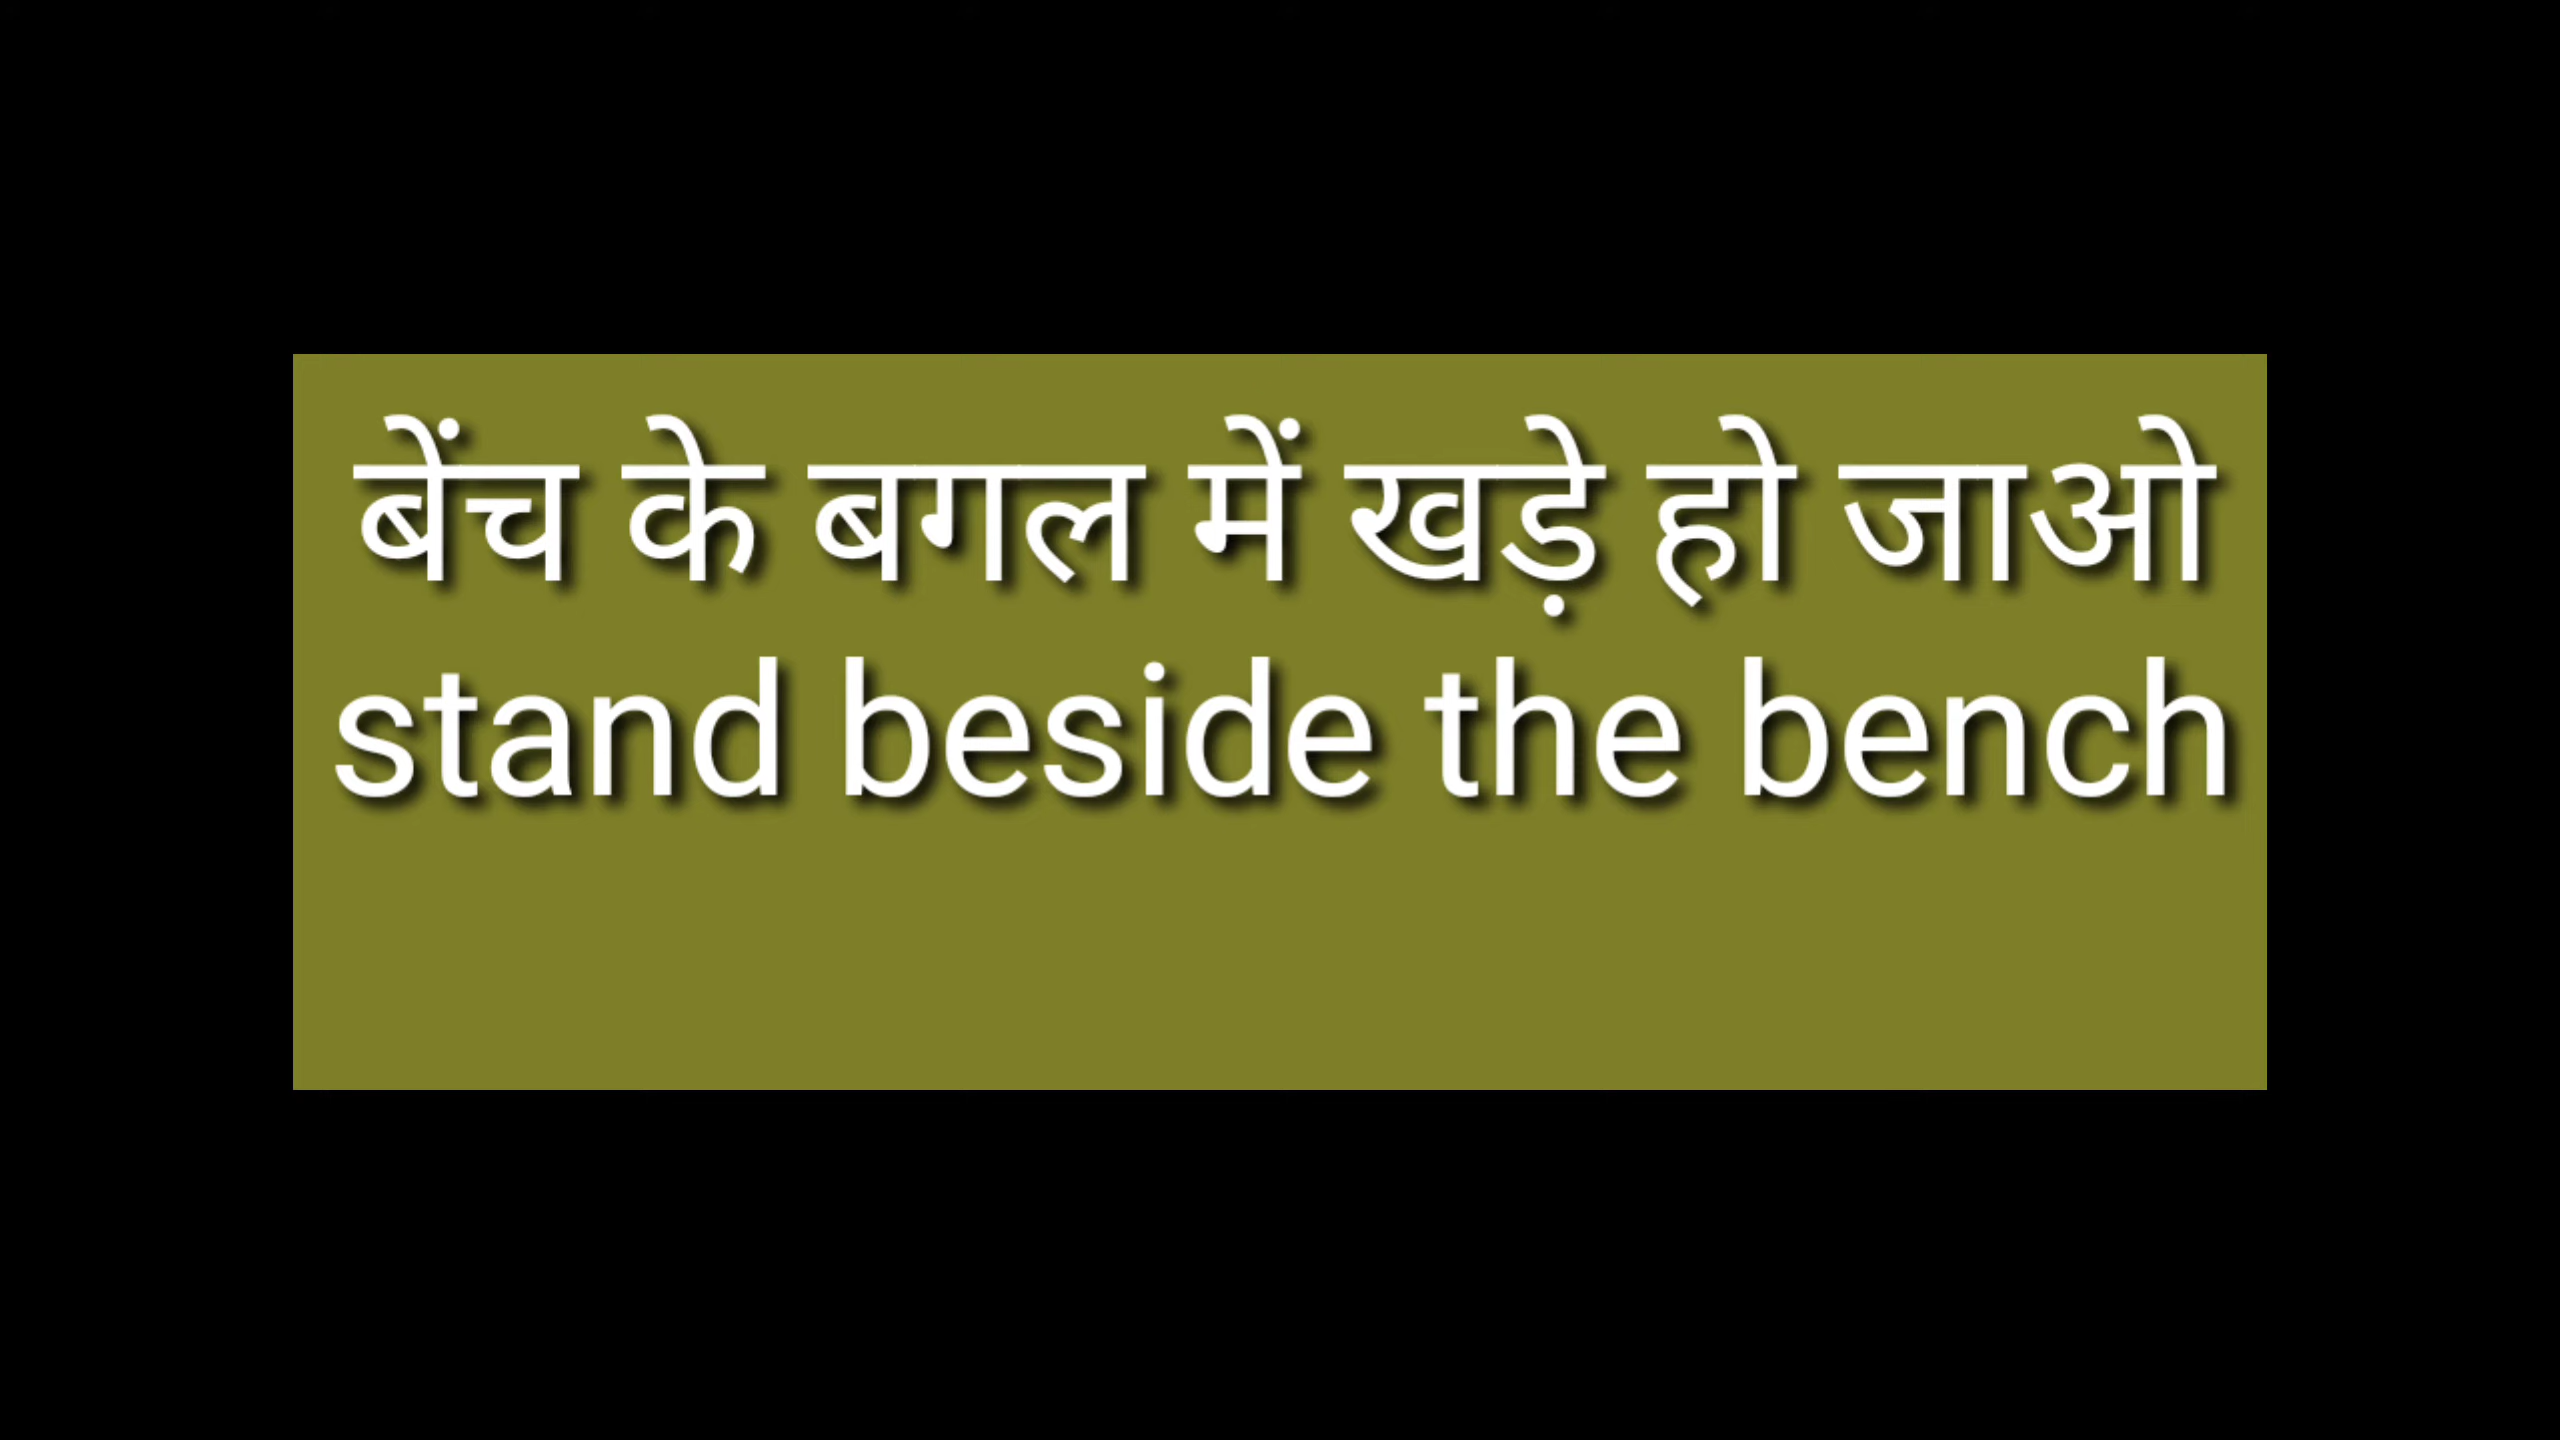 बेंच के बगल में खड़े हो जाओ
stand beside the bench